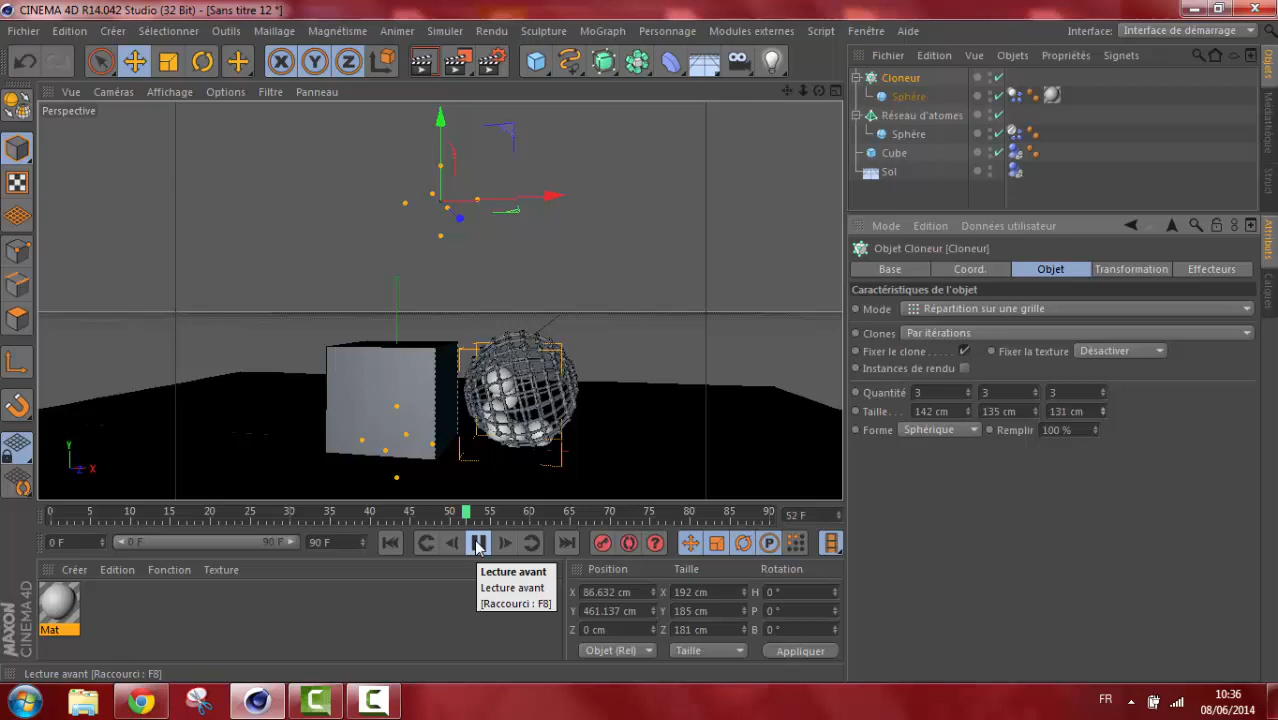 CINEMA 4D R14.042 Studio (32 Bit) - [Sans titre 12 *]
Fichier Edition Créer Sélectionner Outils Maillage Magnétisme Animer Simuler Rendu Sculpture MoGraph Personnage Modules externes Script Fenêtre Aide Interface: Interface de démarrage
X Y Z
Vue Caméras Affichage Options Filtre Panneau
Perspective
Y
Z X
0 5 10 15 20 25 30 35 40 45 50 55 60 65 70 75 80 85 90 52 F
0 F 0 F 90 F 90 F
P
Lecture avant
Lecture avant
[Raccourci : F8]
Créer Edition Fonction Texture
Mat
Position Taille Rotation
X 86.632 cm X 192 cm H 0 °
Y 461.137 cm Y 185 cm P 0 °
Z 0 cm Z 181 cm B 0 °
Objet (Rel) Taille Appliquer
MAXON
CINEMA 4D
Lecture avant [Raccourci : F8]
Fichier Edition Vue Objets Propriétés Signets
Cloneur
Sphère
Réseau d'atomes
Sphère
Cube
Sol
Objets
Médiathèque
Struct
Mode Edition Données utilisateur
Objet Cloneur [Cloneur]
Base Coord. Objet Transformation Effecteurs
Caractéristiques de l'objet
Mode Répartition sur une grille
Clones Par itérations
Fixer le clone . . . . . Fixer la texture Désactiver
Instances de rendu
Quantité 3 3 3
Taille . . . 142 cm 135 cm 131 cm
Forme Sphérique Remplir 100 %
Attributs
Calques
FR 10:36
08/06/2014